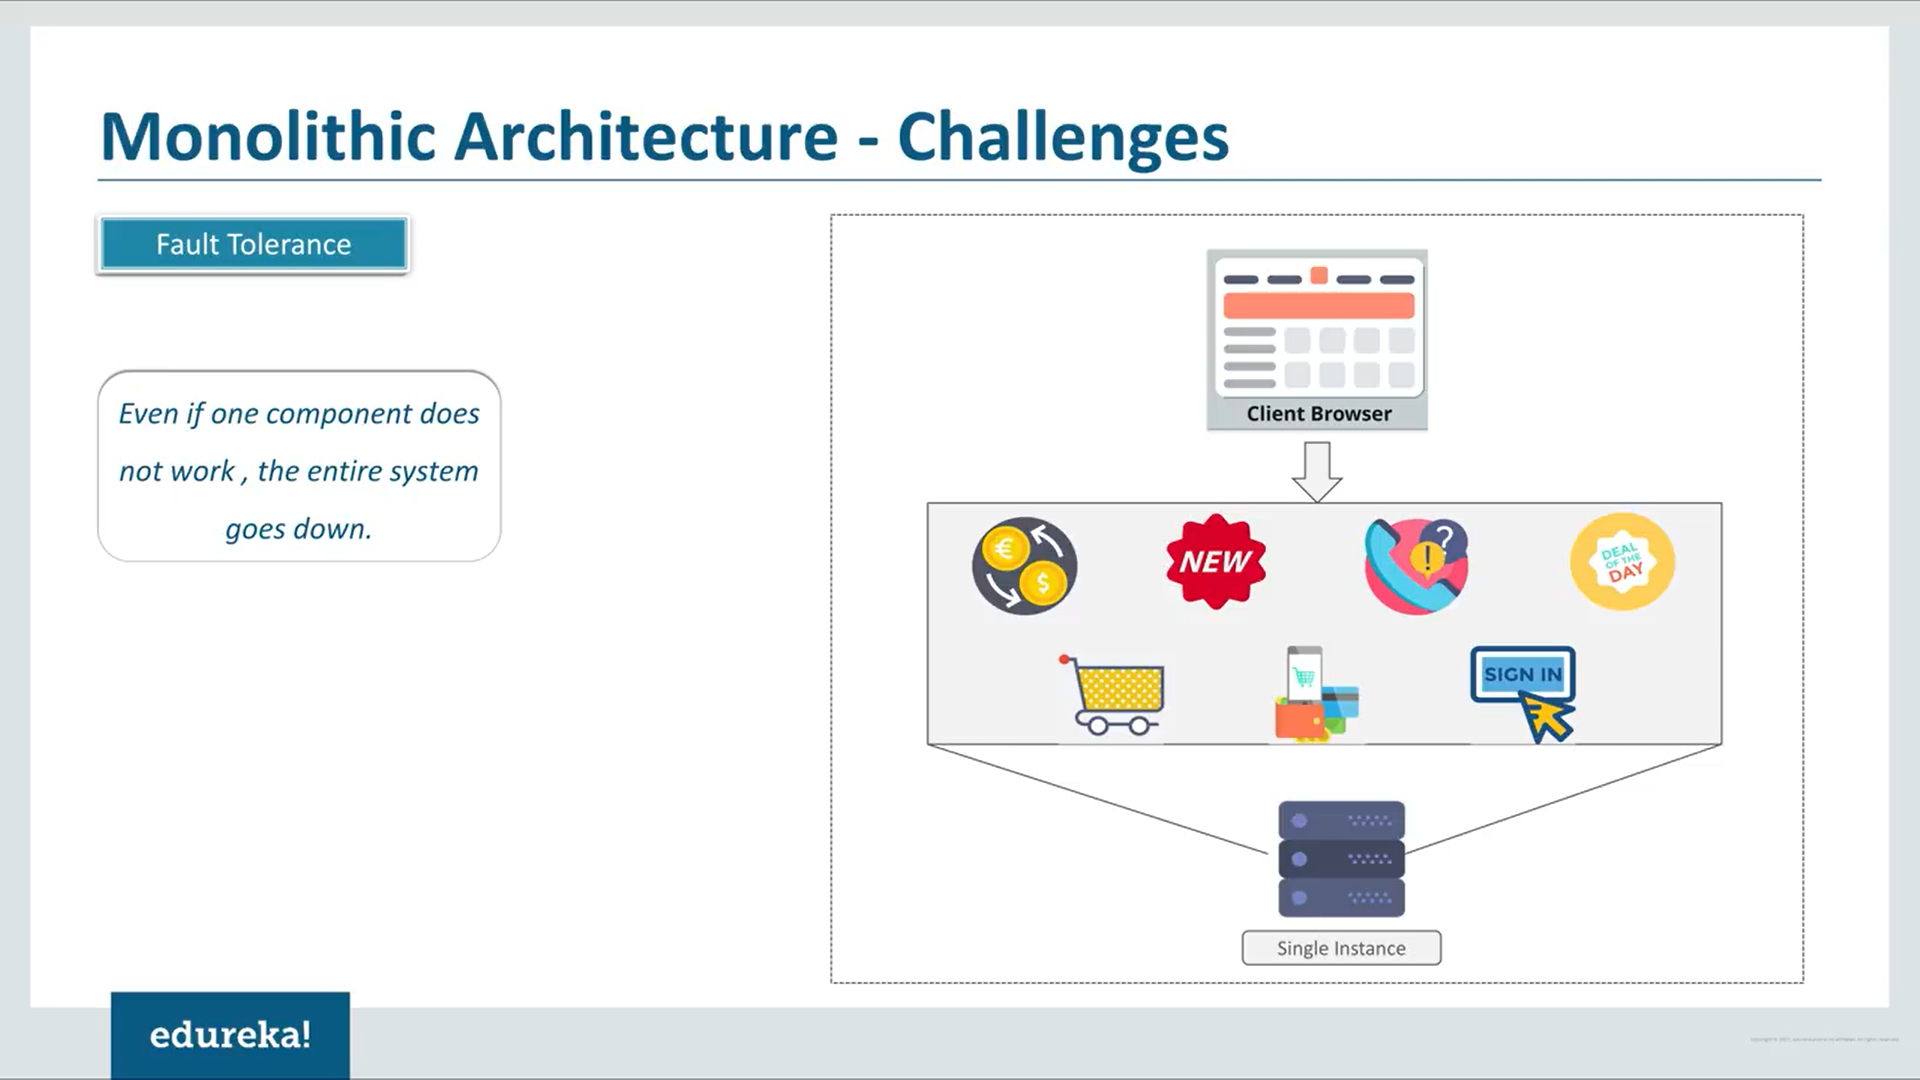 Monolithic Architecture - Challenges
Fault Tolerance
Even if one component does
not work , the entire system
goes down.
Client Browser
€
$
NEW
?
!
DEAL
OF THE
DAY
SIGN IN
Single Instance
edureka!